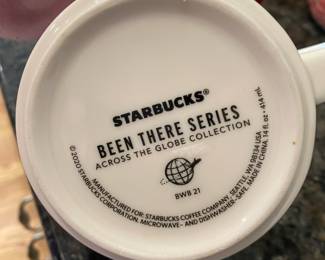 STARBUCKS®
BEEN THERE SERIES
ACROSS THE GLOBE COLLECTION
BWB 21
© 2020 STARBUCKS CORPORATION. MICROWAVE- AND DISHWASHER-SAFE. MADE IN CHINA. 14 fl. oz • 414 mL
MANUFACTURED FOR: STARBUCKS COFFEE COMPANY, SEATTLE, WA 98134 USA